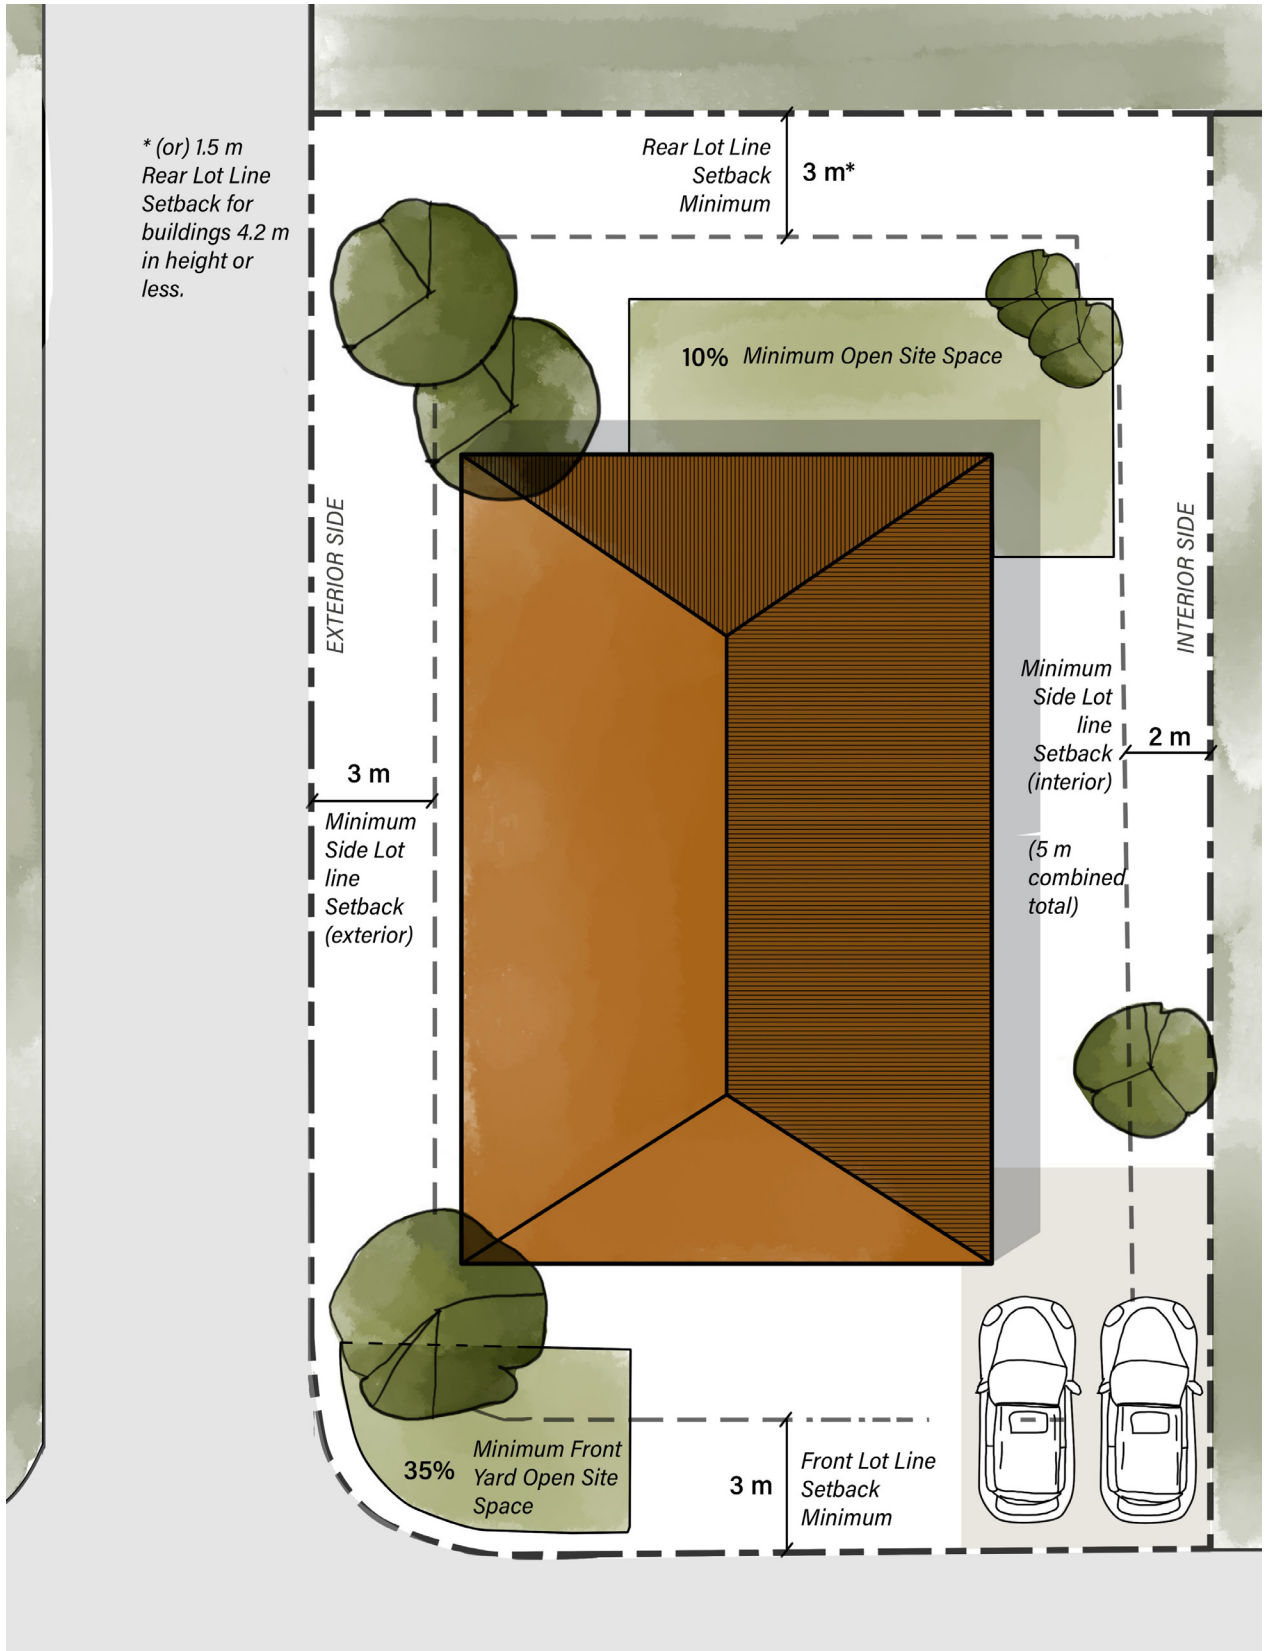 * (or) 1.5 m
Rear Lot Line
Setback for
buildings 4.2 m
in height or
less.
Rear Lot Line
Setback
Minimum
3 m*
10% Minimum Open Site Space
EXTERIOR SIDE
INTERIOR SIDE
Minimum
Side Lot
line
Setback
(interior)
2 m
(5 m
combined
total)
3 m
Minimum
Side Lot
line
Setback
(exterior)
35%
Minimum Front
Yard Open Site
Space
3 m
Front Lot Line
Setback
Minimum